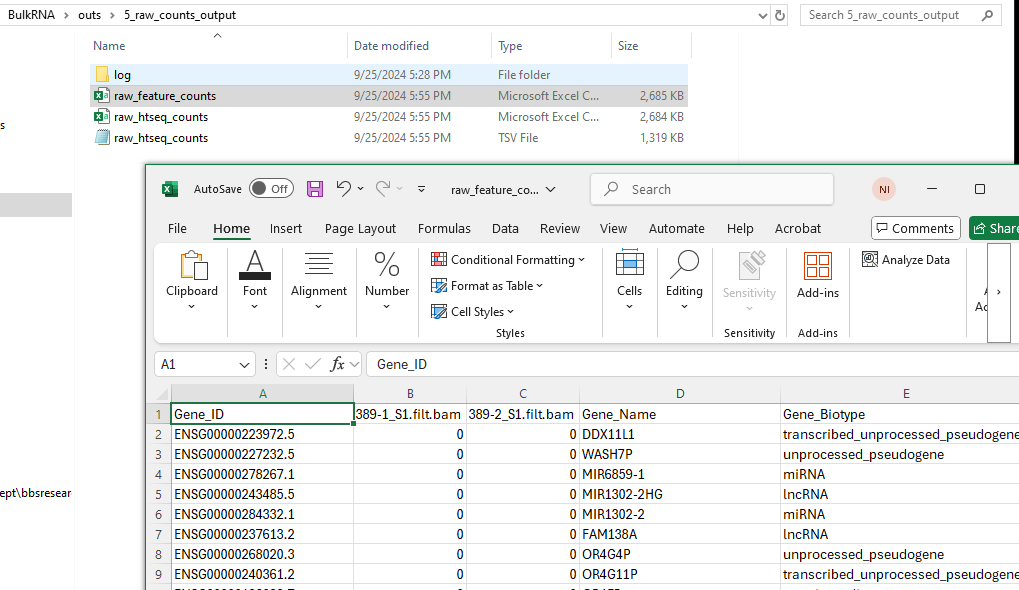 BulkRNA > outs > 5_raw_counts_output Search 5_raw_counts_output
Name Date modified Type Size
log 9/25/2024 5:28 PM File folder
raw_feature_counts 9/25/2024 5:55 PM Microsoft Excel C... 2,685 KB
raw_htseq_counts 9/25/2024 5:55 PM Microsoft Excel C... 2,684 KB
s
raw_htseq_counts 9/25/2024 5:55 PM TSV File 1,319 KB
AutoSave Off raw_feature_co... Search NI
File Home Insert Page Layout Formulas Data Review View Automate Help Acrobat Comments Share
Clipboard Font Alignment Number Conditional Formatting Format as Table Cell Styles Cells Editing Sensitivity Add-ins Analyze Data
Styles Sensitivity Add-ins
A1 fx Gene_ID
A B C D E
1 Gene_ID 389-1_S1.filt.bam 389-2_S1.filt.bam Gene_Name Gene_Biotype
2 ENSG00000223972.5 0 0 DDX11L1 transcribed_unprocessed_pseudogene
3 ENSG00000227232.5 0 0 WASH7P unprocessed_pseudogene
4 ENSG00000278267.1 0 0 MIR6859-1 miRNA
ept\bbsresear
5 ENSG00000243485.5 0 0 MIR1302-2HG lncRNA
6 ENSG00000284332.1 0 0 MIR1302-2 miRNA
7 ENSG00000237613.2 0 0 FAM138A lncRNA
8 ENSG00000268020.3 0 0 OR4G4P unprocessed_pseudogene
9 ENSG00000240361.2 0 0 OR4G11P transcribed_unprocessed_pseudogene